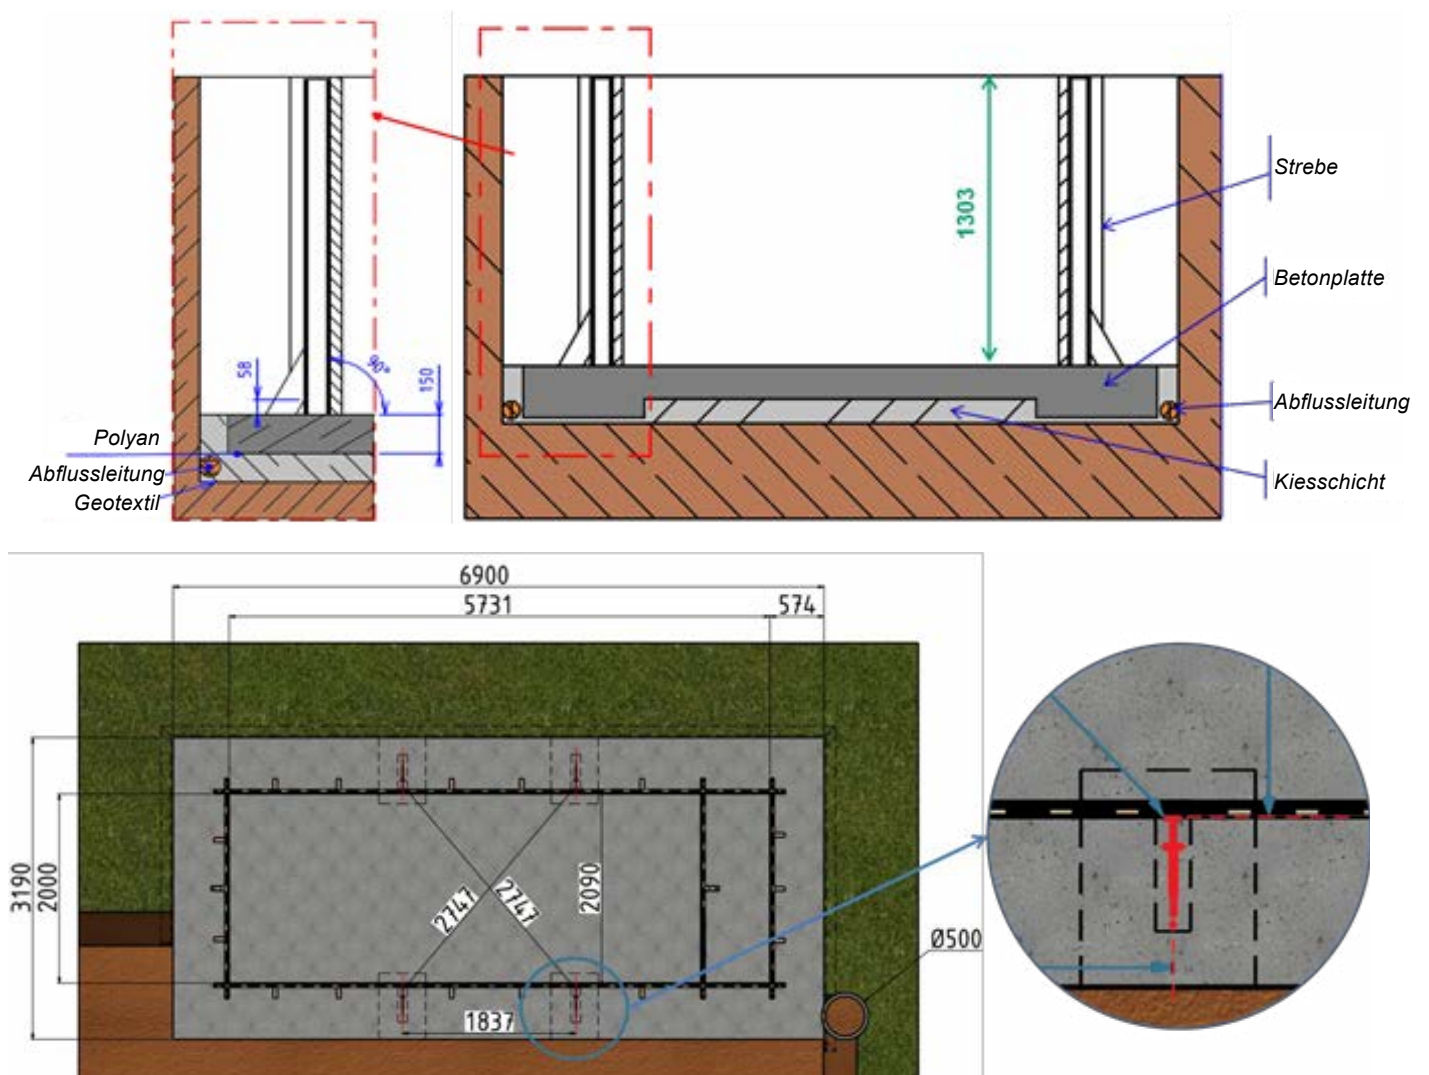 Strebe
1303
Betonplatte
58
90°
150
Polyan
Abflussleitung
Geotextil
Abflussleitung
Kiesschicht
6900
5731
574
3190
2000
2747
2747
2090
Ø500
1837